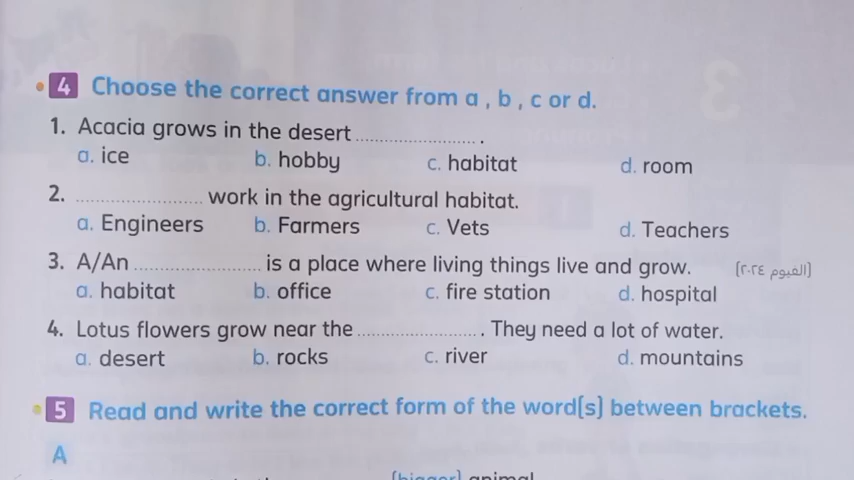 4 Choose the correct answer from a , b , c or d.
1. Acacia grows in the desert ........................ .
a. ice b. hobby c. habitat d. room
2. ........................ work in the agricultural habitat.
a. Engineers b. Farmers c. Vets d. Teachers
3. A/An ........................ is a place where living things live and grow. [الفيوم ٢٠٢٤]
a. habitat b. office c. fire station d. hospital
4. Lotus flowers grow near the ........................ . They need a lot of water.
a. desert b. rocks c. river d. mountains
5 Read and write the correct form of the word(s) between brackets.
A
(bigger) animal